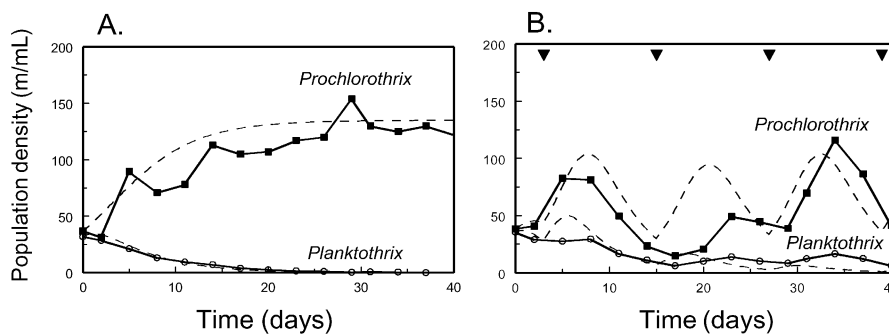 A.
B.
Population density (m/mL)
200
150
100
50
0
Prochlorothrix
Planktothrix
0 10 20 30 40
Time (days)
200
150
100
50
0
Prochlorothrix
Planktothrix
0 10 20 30 40
Time (days)